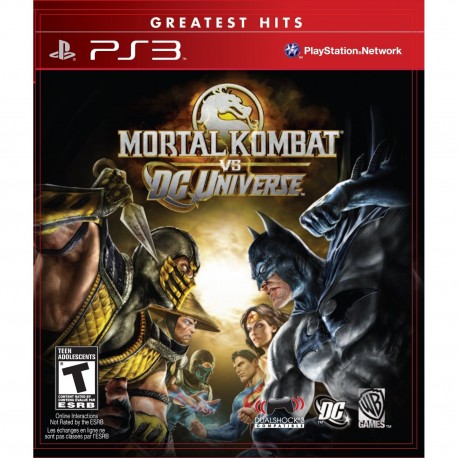 GREATEST HITS
PS3
PlayStation®Network
MORTAL KOMBAT
VS
DC UNIVERSE
TEEN
ADOLESCENTS
T
CONTENT RATED BY
CONTENU ÉVALUÉ PAR
ESRB
Online Interactions
Not Rated by the ESRB
Les échanges en ligne ne
sont pas classés par l'ESRB
DUALSHOCK®3
COMPATIBLE
DC
WB
GAMES